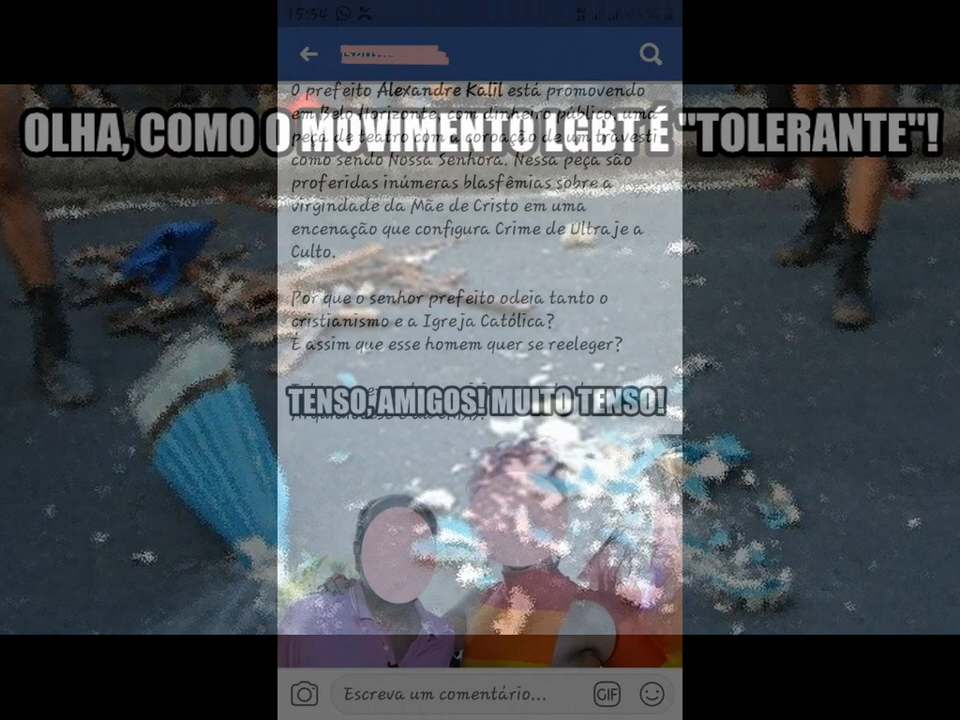 15:54
OLHA, COMO O MOVIMENTO LGBT É "TOLERANTE"!
O prefeito Alexandre Kalil está promovendo
em Belo Horizonte, com dinheiro público, uma
peça de teatro com a coroação de um travesti
como sendo Nossa Senhora. Nessa peça são
proferidas inúmeras blasfêmias sobre a
virgindade da Mãe de Cristo em uma
encenação que configura Crime de Ultraje a
Culto.
Por que o senhor prefeito odeia tanto o
cristianismo e a Igreja Católica?
É assim que esse homem quer se reeleger?
TENSO, AMIGOS! MUITO TENSO!
Escreva um comentário...
GIF